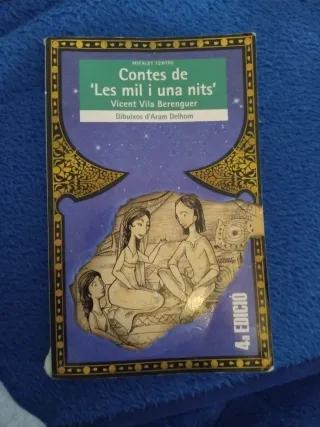 MICALET TEATRE
Contes de
'Les mil i una nits'
Vicent Vila Berenguer
Dibuixos d'Aram Delhom
4a EDICIÓ